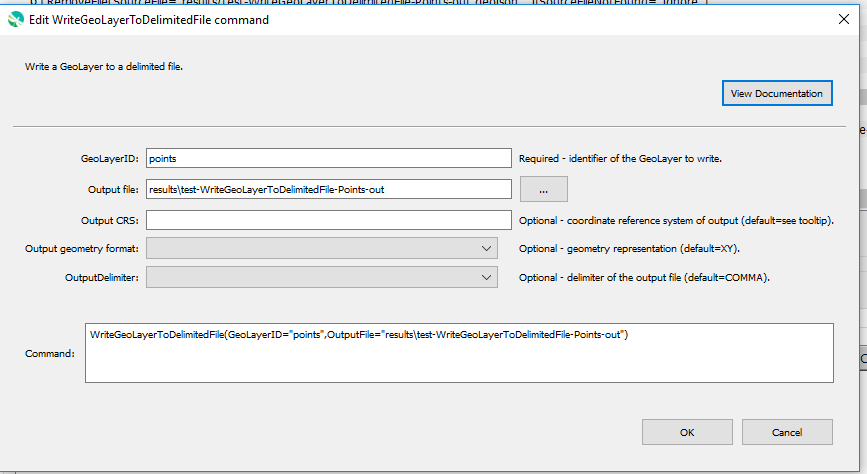 Edit WriteGeoLayerToDelimitedFile command
Write a GeoLayer to a delimited file.
View Documentation
GeoLayerID: points Required - identifier of the GeoLayer to write.
Output file: results\test-WriteGeoLayerToDelimitedFile-Points-out ...
Output CRS: Optional - coordinate reference system of output (default=see tooltip).
Output geometry format: Optional - geometry representation (default=XY).
OutputDelimiter: Optional - delimiter of the output file (default=COMMA).
Command: WriteGeoLayerToDelimitedFile(GeoLayerID="points",OutputFile="results\test-WriteGeoLayerToDelimitedFile-Points-out")
OK Cancel